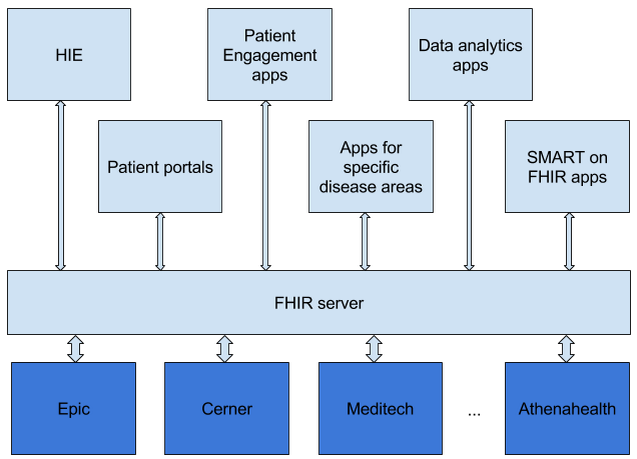 HIE
Patient
Engagement
apps
Data analytics
apps
Patient portals
Apps for
specific
disease areas
SMART on
FHIR apps
FHIR server
Epic
Cerner
Meditech
...
Athenahealth